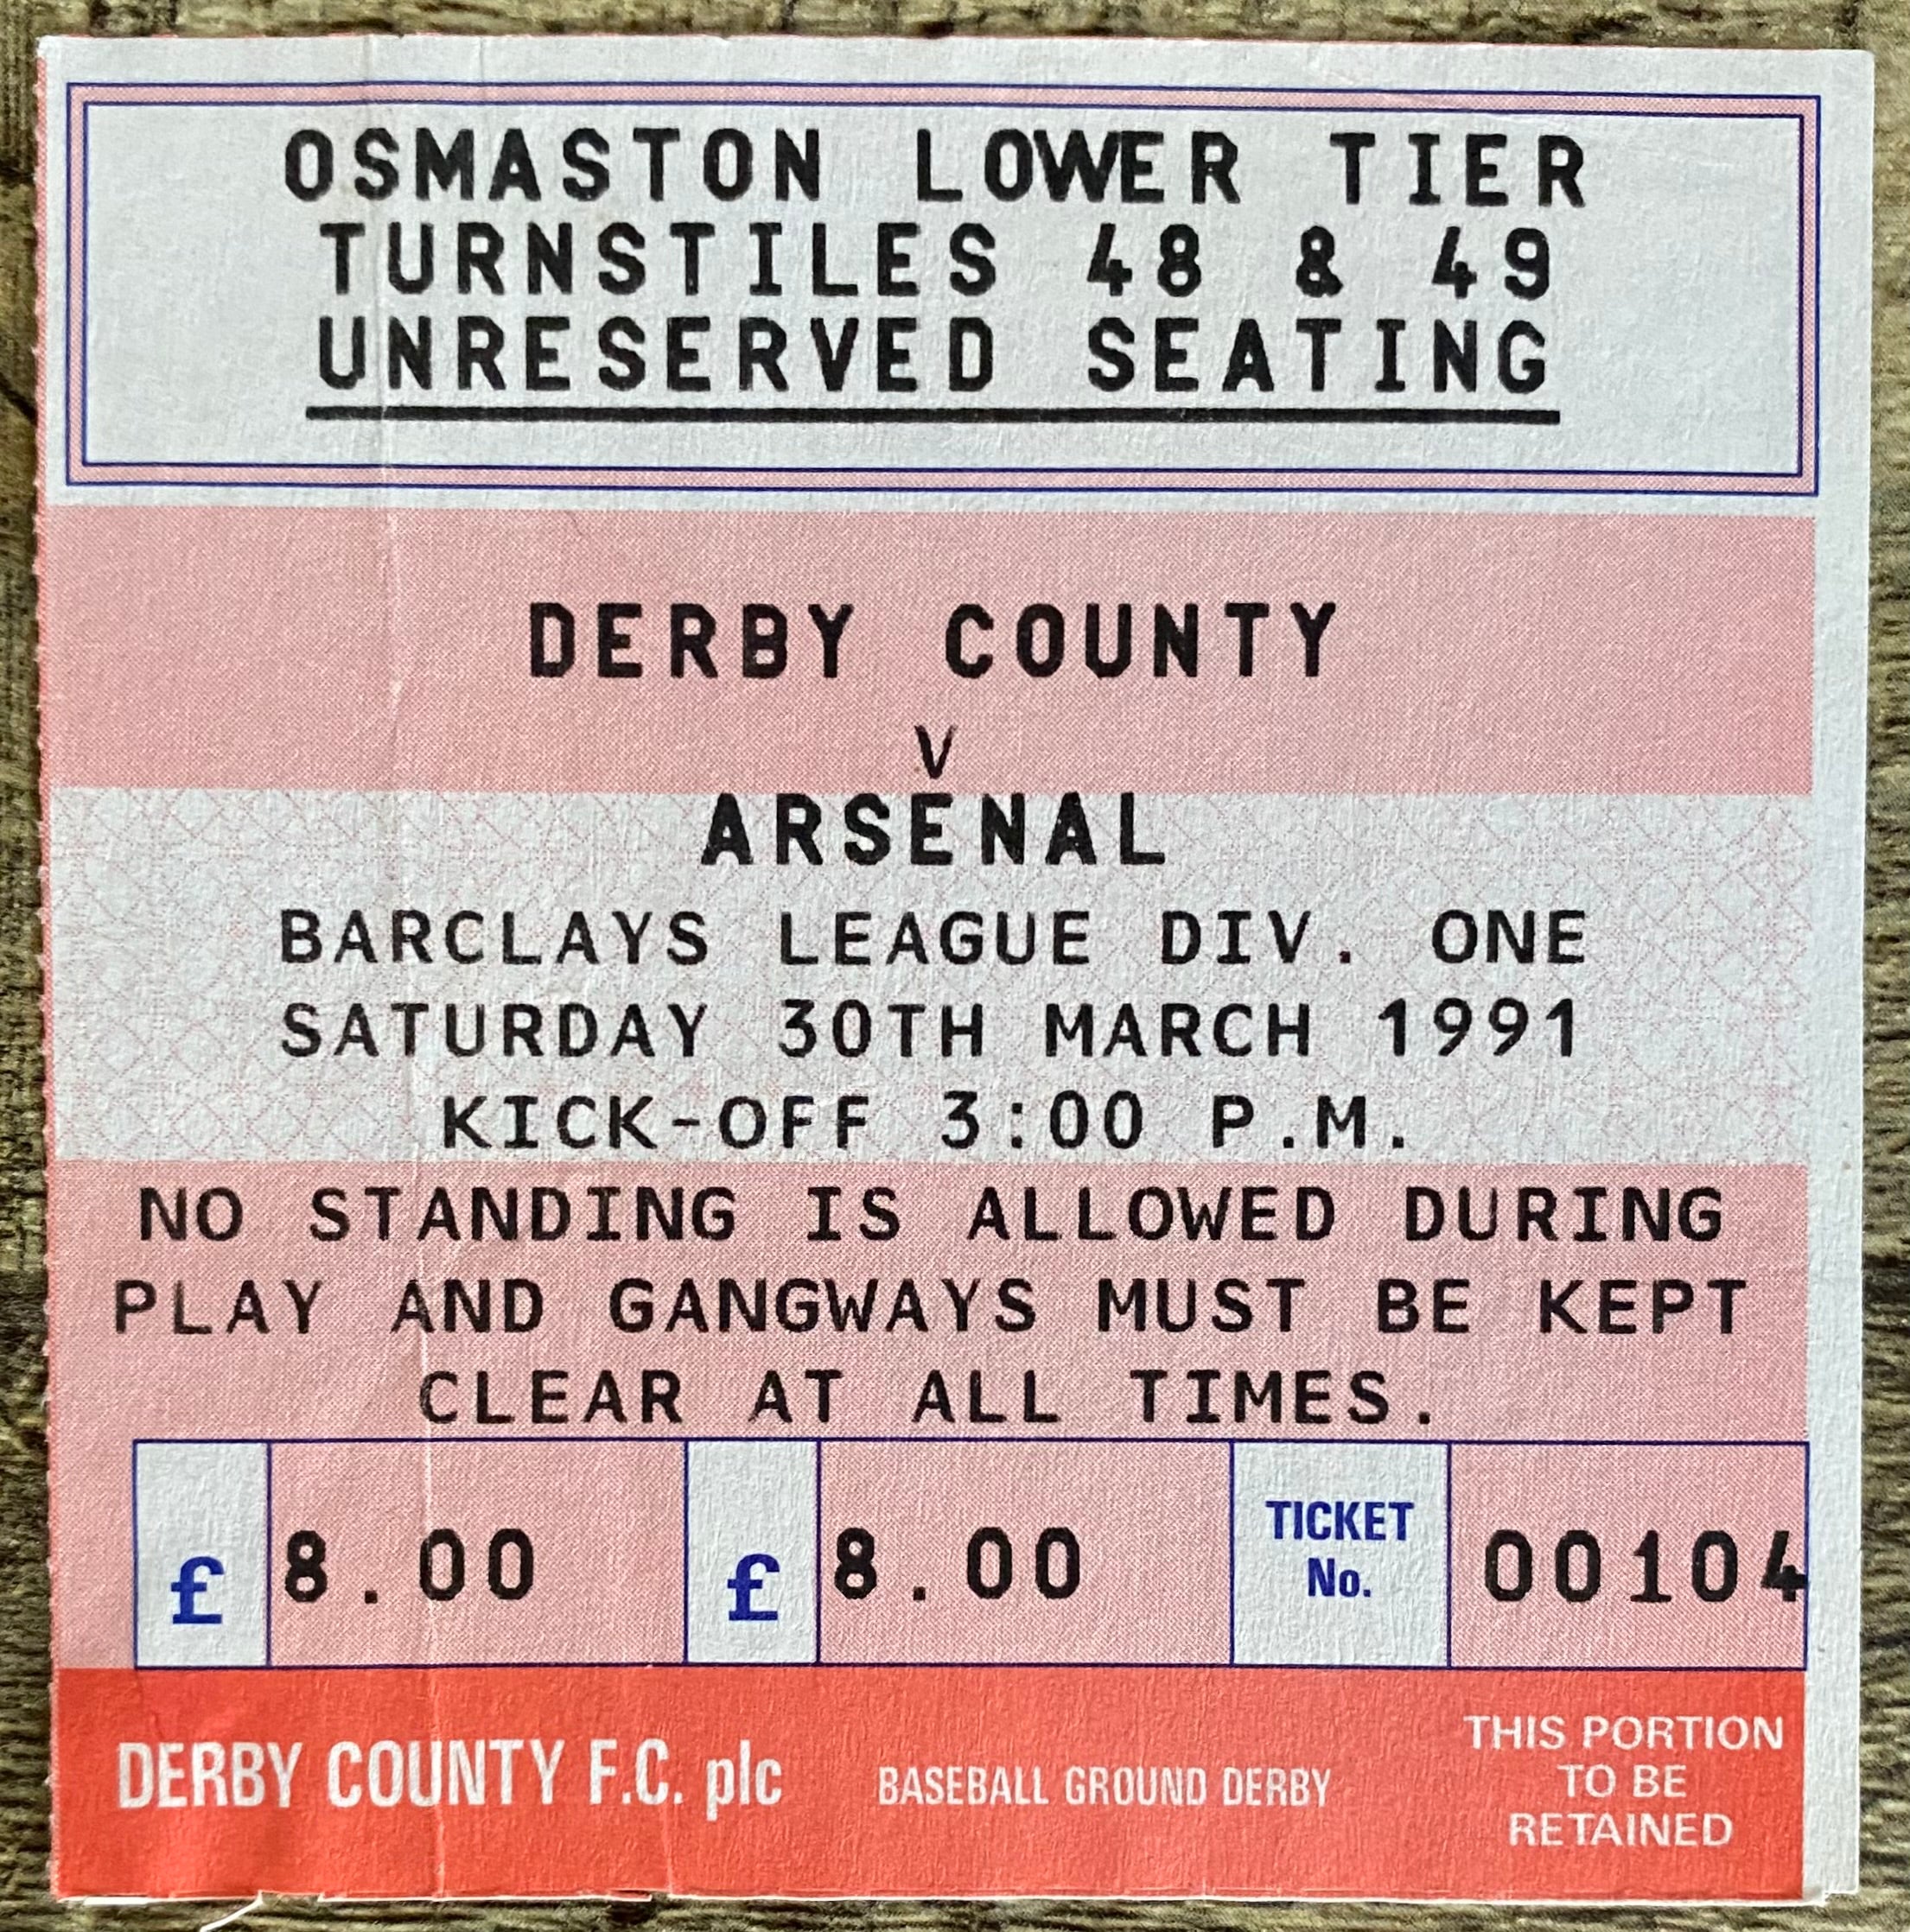 OSMASTON LOWER TIER
TURNSTILES 48 & 49
UNRESERVED SEATING
DERBY COUNTY
V
ARSENAL
BARCLAYS LEAGUE DIV. ONE
SATURDAY 30TH MARCH 1991
KICK-OFF 3:00 P.M.
NO STANDING IS ALLOWED DURING
PLAY AND GANGWAYS MUST BE KEPT
CLEAR AT ALL TIMES.
£ 8.00 £ 8.00 TICKET No. 00104
DERBY COUNTY F.C. plc BASEBALL GROUND DERBY
THIS PORTION
TO BE
RETAINED